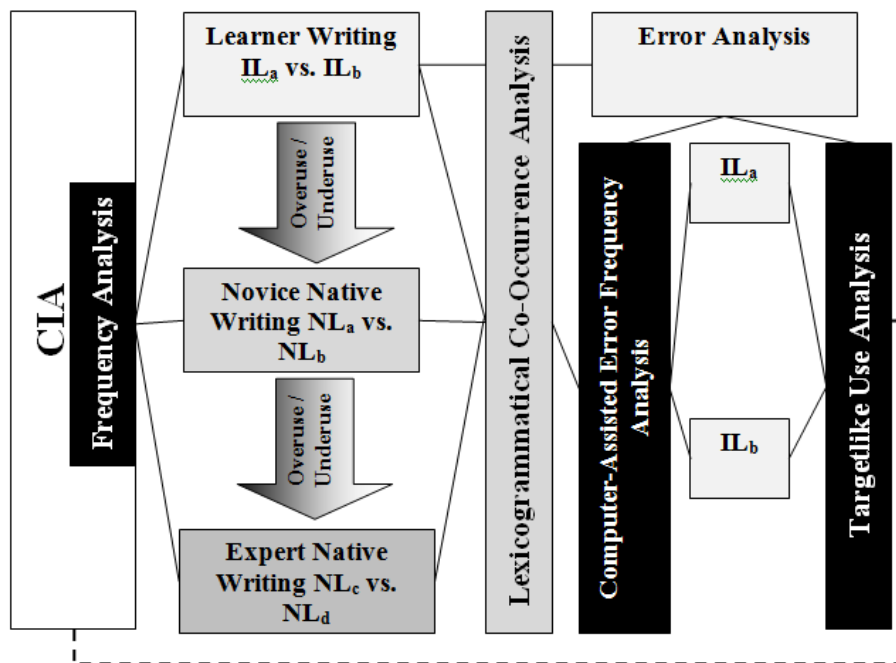 CIA
Frequency Analysis
Learner Writing
ILa vs. ILb
Overuse /
Underuse
Novice Native
Writing NLa vs.
NLb
Overuse /
Underuse
Expert Native
Writing NLc vs.
NLd
Lexicogrammatical Co-Occurrence Analysis
Error Analysis
Computer-Assisted Error Frequency
Analysis
ILa
ILb
Targetlike Use Analysis